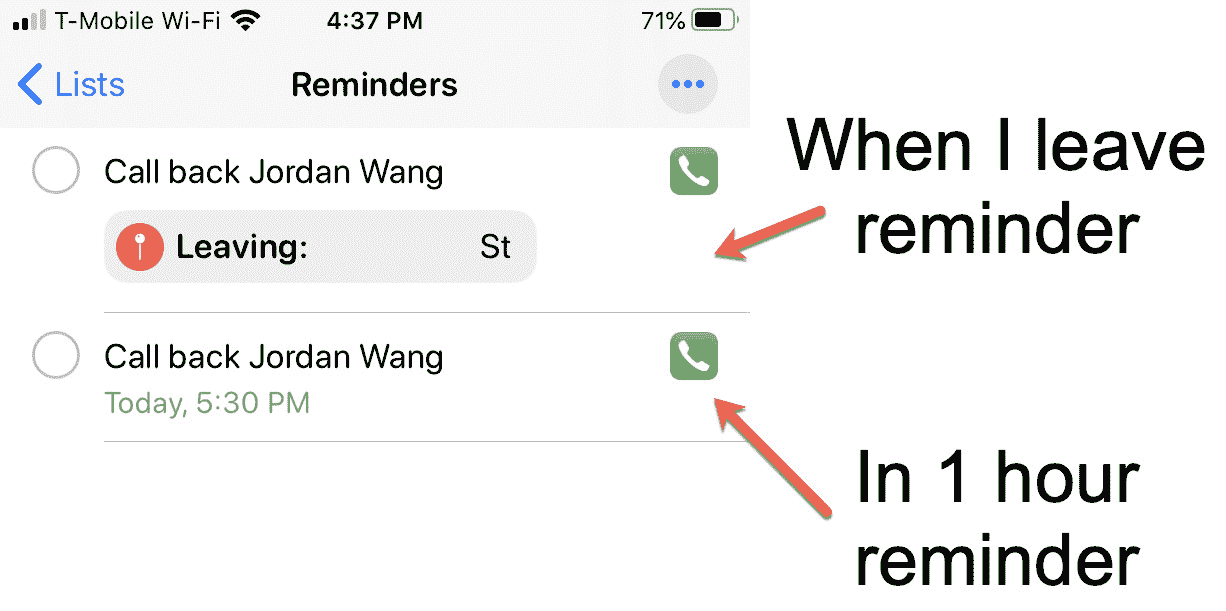 T-Mobile Wi-Fi 4:37 PM 71%
Lists Reminders
Call back Jordan Wang
Leaving: St
Call back Jordan Wang
Today, 5:30 PM
When I leave
reminder
In 1 hour
reminder